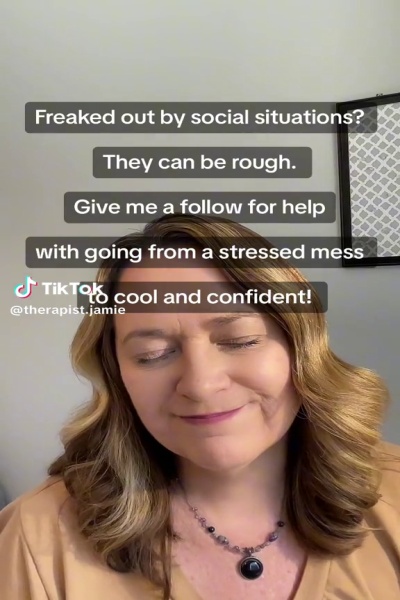 Freaked out by social situations?
They can be rough.
Give me a follow for help
with going from a stressed mess
to cool and confident!
TikTok
@therapist.jamie